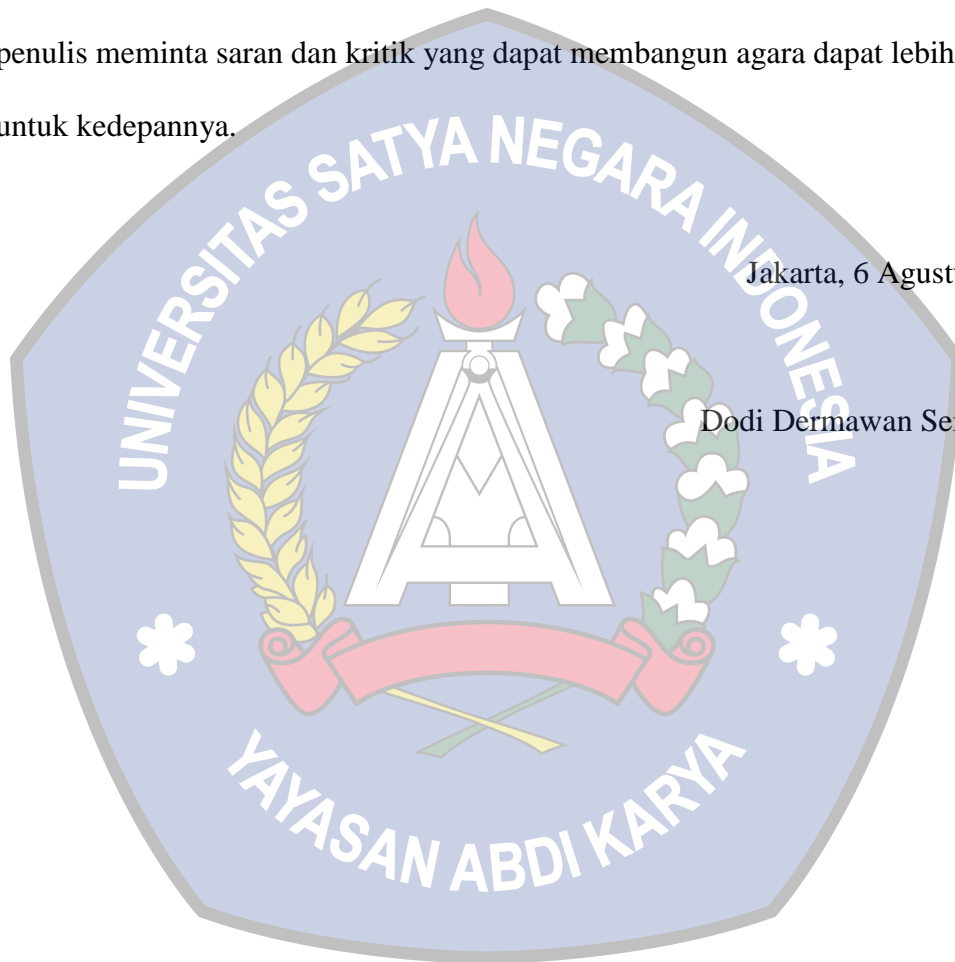 penulis meminta saran dan kritik yang dapat membangun agara dapat lebih
untuk kedepannya.
UNIVERSITAS SATYA NEGARA INDONESIA
Jakarta, 6 Agust
Dodi Dermawan Se
YAYASAN ABDI KARYA